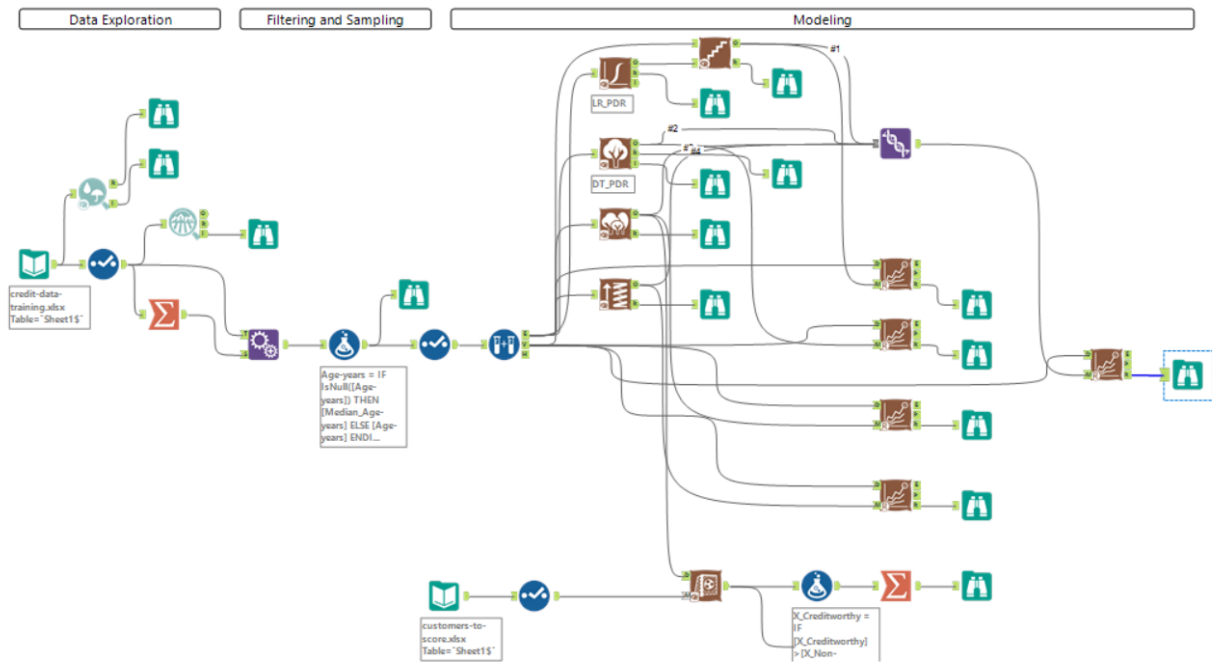 Data Exploration
Filtering and Sampling
Modeling
#1
LR_PDR
#2
DT_PDR
credit-data-
training.xlsx
Table=`Sheet1$`
Age-years = IF
IsNull([Age-
years]) THEN
[Median_Age-
years] ELSE [Age-
years] ENDI...
customers-to-
score.xlsx
Table=`Sheet1$`
X_Creditworthy =
IF
[X_Creditworthy]
>[X_Non-